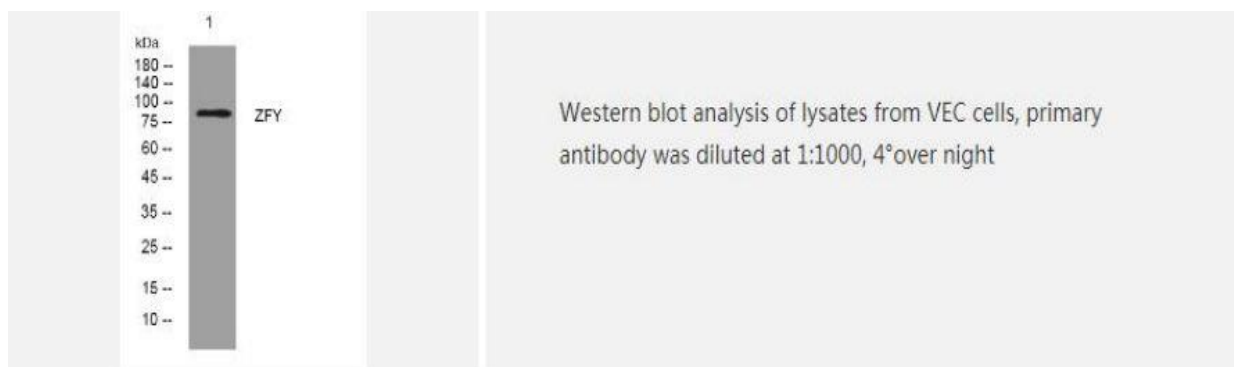 1
kDa
180 --
140 --
100 --
75 --
ZFY
60 --
45 --
35 --
25 --
15 --
10 --
Western blot analysis of lysates from VEC cells, primary
antibody was diluted at 1:1000, 4°over night